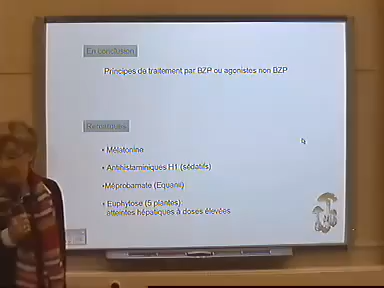 En conclusion
Principes de traitement par BZP ou agonistes non BZP
Remarques
• Mélatonine
• Antihistaminiques H1 (sédatifs)
•Méprobamate (Equanil)
• Euphytose (5 plantes):
atteintes hépatiques à doses élevées